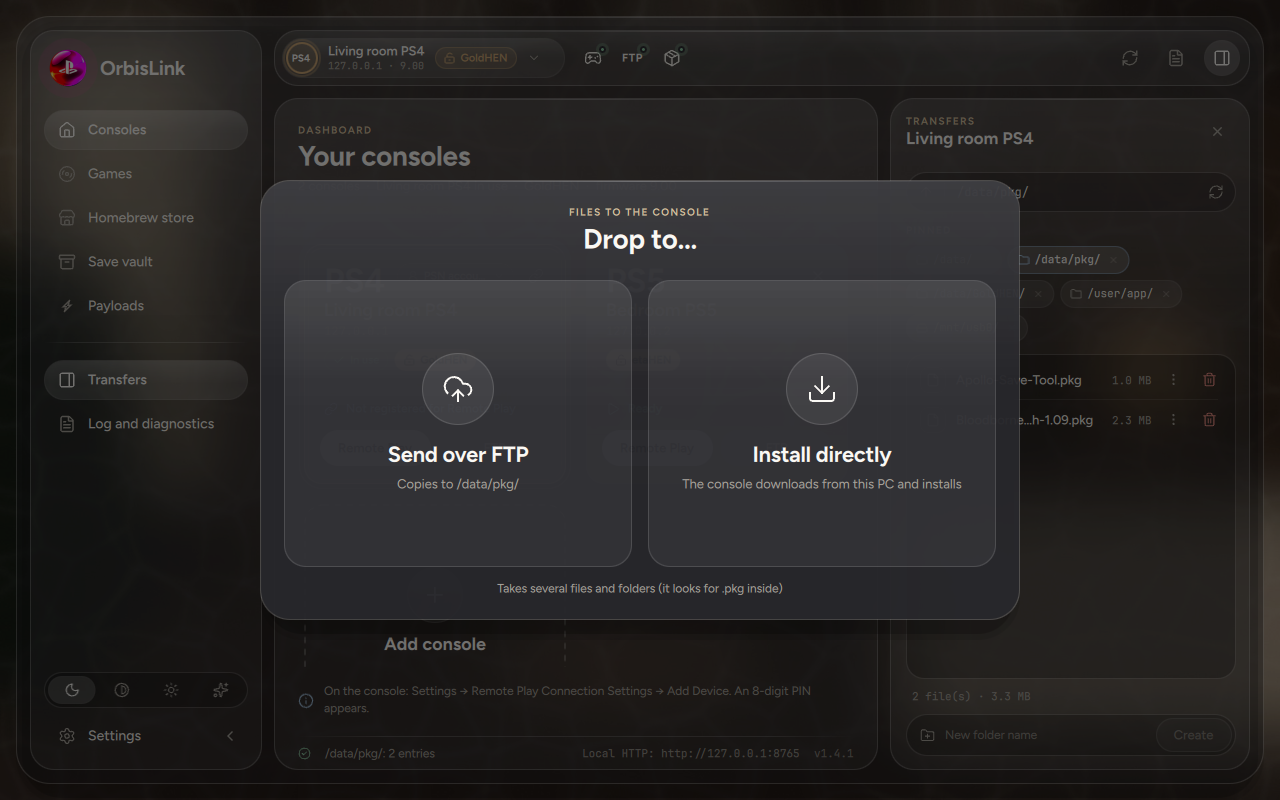 OrbisLink
Consoles
Games
Homebrew store
Save vault
Payloads
Transfers
Log and diagnostics
Settings
PS4
Living room PS4
127.0.0.1 · 9.00
GoldHEN
FTP
DASHBOARD
Your consoles
FILES TO THE CONSOLE
Drop to...
Send over FTP
Copies to /data/pkg/
Install directly
The console downloads from this PC and installs
Takes several files and folders (it looks for .pkg inside)
PS4
PS5
Add console
On the console: Settings → Remote Play Connection Settings → Add Device. An 8-digit PIN
appears.
/data/pkg/: 2 entries
Local HTTP: http://127.0.0.1:8765 v1.4.1
TRANSFERS
Living room PS4
/data/pkg/
/user/app/
-Tool.pkg 1.0 MB
...h-1.09.pkg 2.3 MB
2 file(s) · 3.3 MB
New folder name
Create